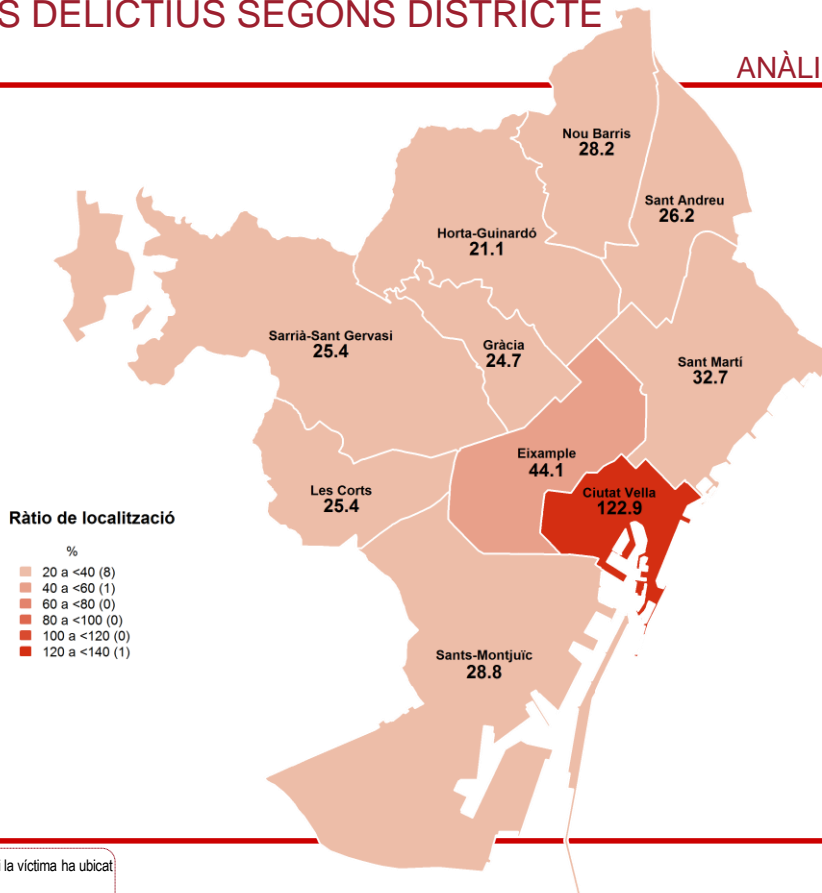 S DELICTIUS SEGONS DISTRICTE
ANÀLI
Nou Barris
28.2
Sant Andreu
26.2
Horta-Guinardó
21.1
Sarrià-Sant Gervasi
25.4
Gràcia
24.7
Sant Martí
32.7
Eixample
44.1
Les Corts
25.4
Ciutat Vella
122.9
Ràtio de localització
%
20 a <40 (8)
40 a <60 (1)
60 a <80 (0)
80 a <100 (0)
100 a <120 (0)
120 a <140 (1)
Sants-Montjuïc
28.8
i la víctima ha ubicat